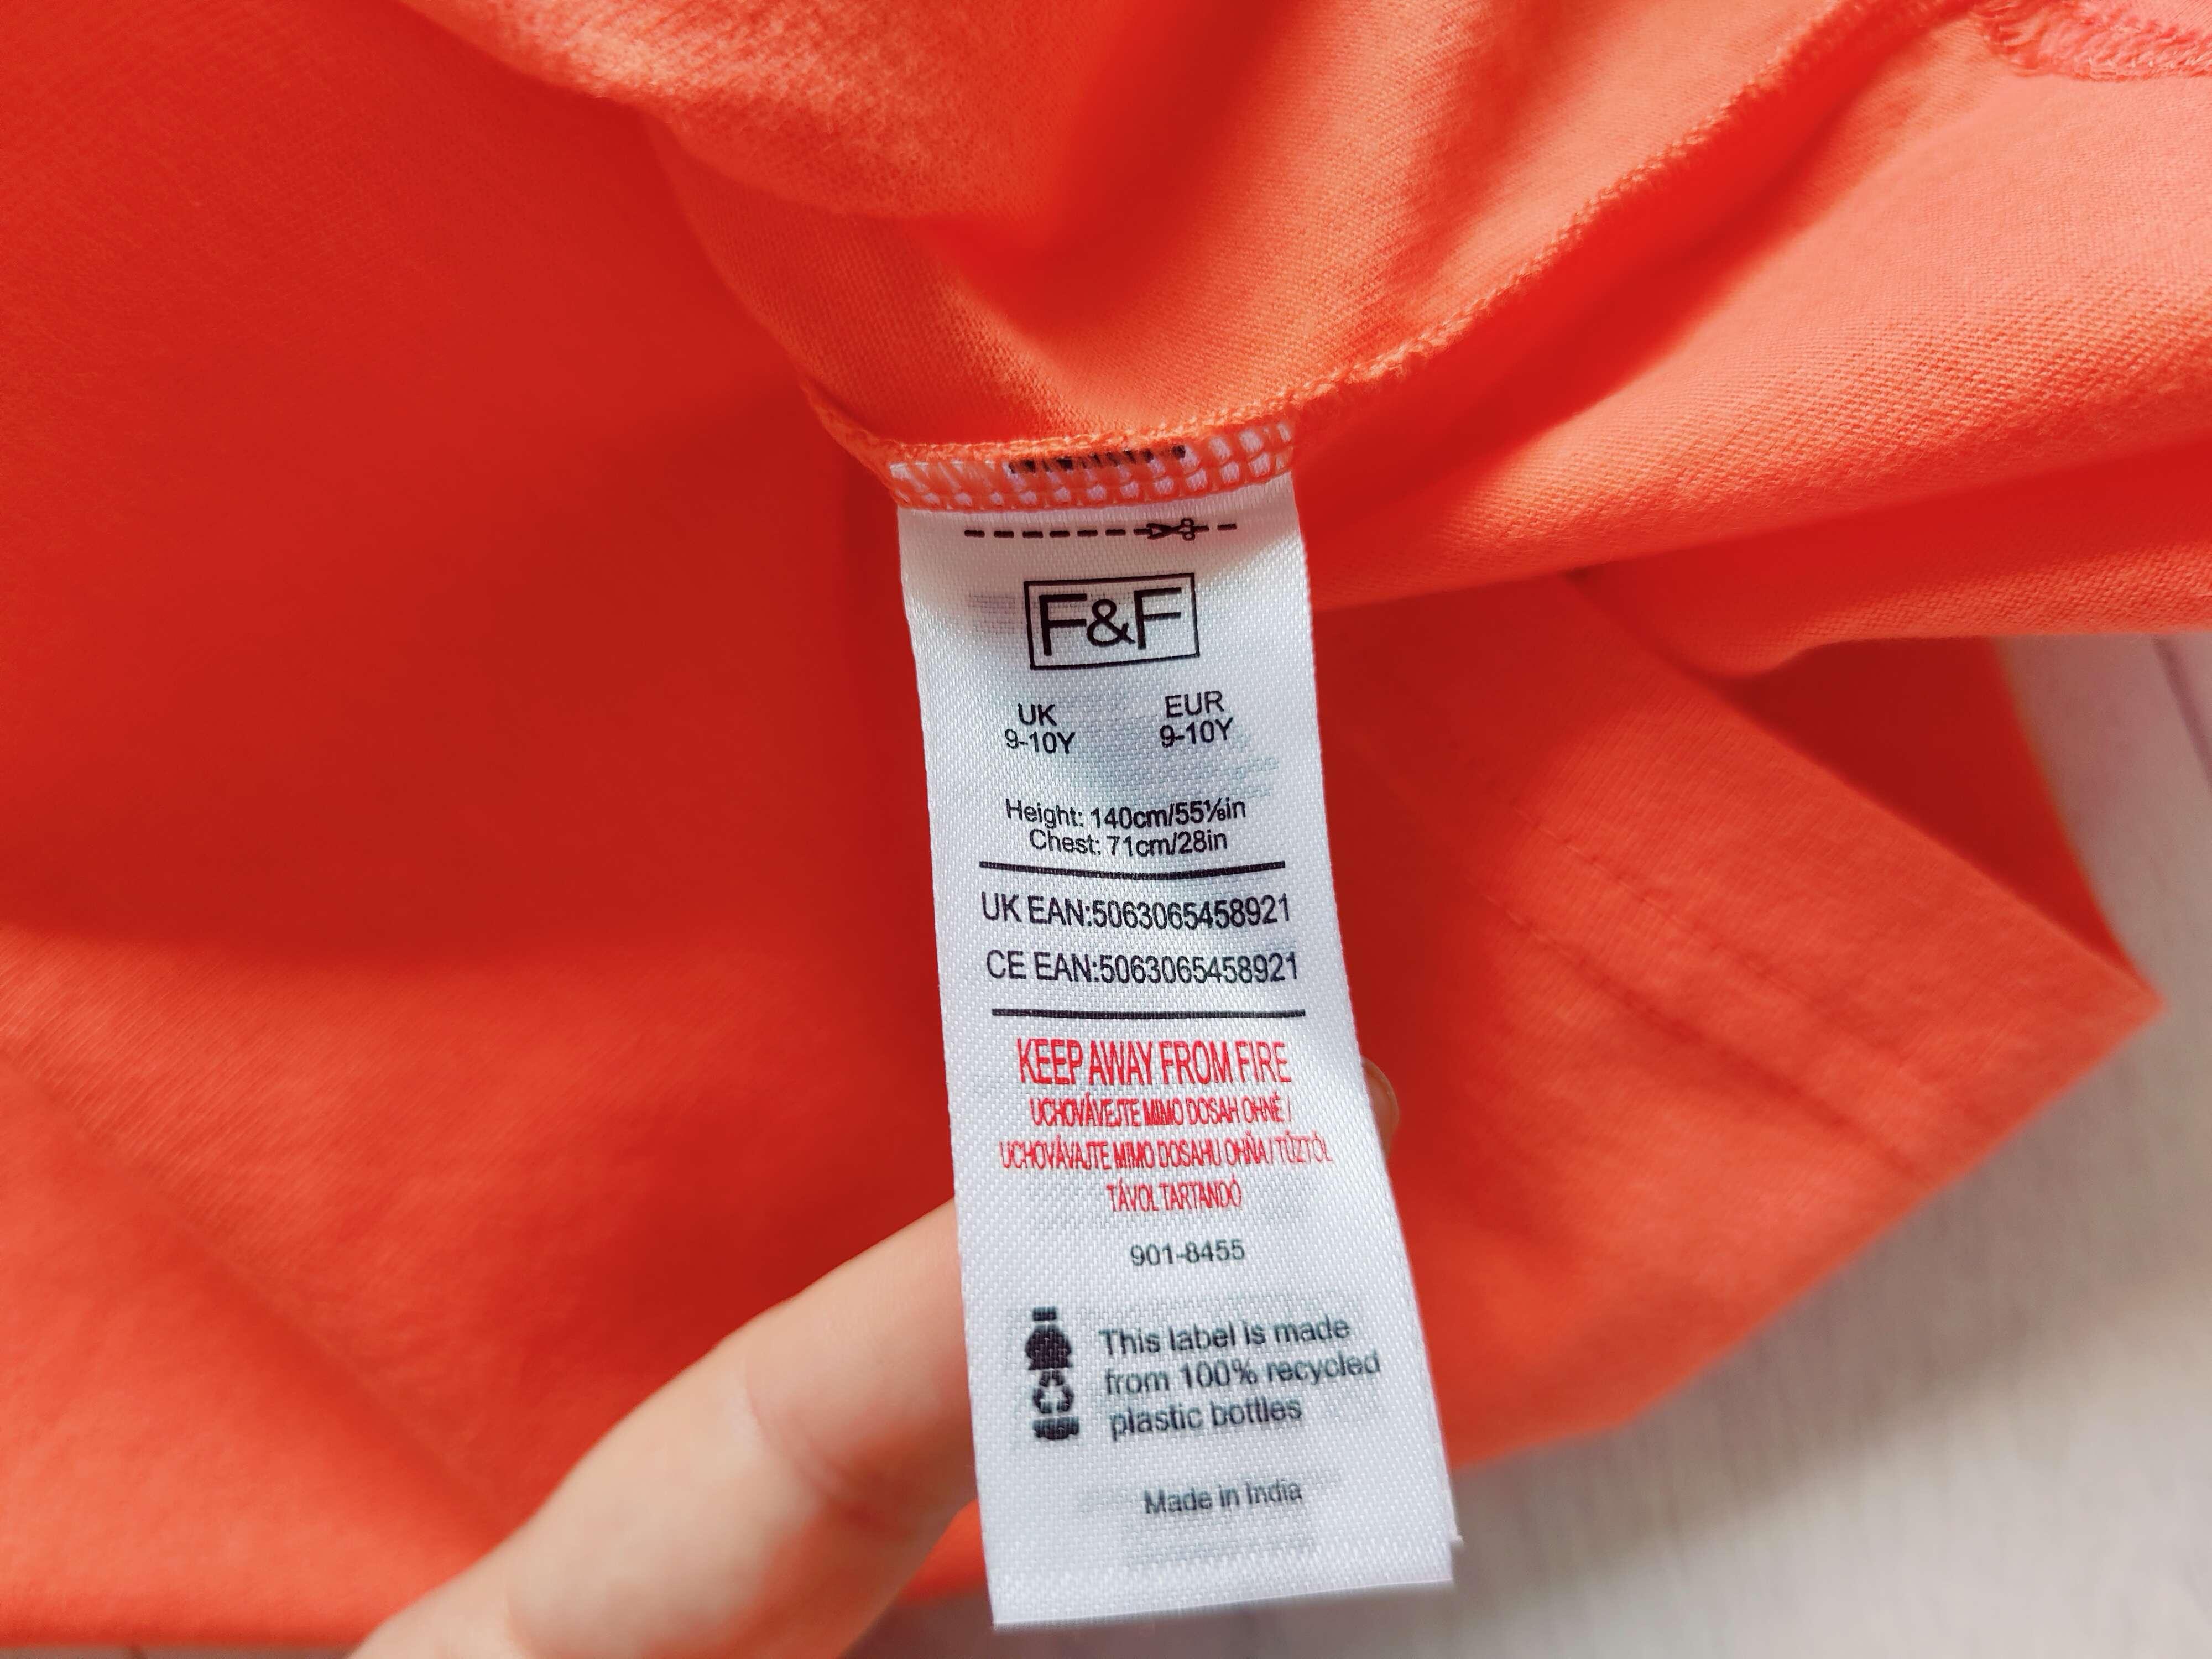 F&F
UK EUR
9-10Y 9-10Y
Height: 140cm/55⅛in
Chest: 71cm/28in
UK EAN:5063065458921
CE EAN:5063065458921
KEEP AWAY FROM FIRE
UCHOVÁVEJTE MIMO DOSAH OHNĚ /
UCHOVÁVAJTE MIMO DOSAHU OHŇA / TŰZTŐL
TÁVOL TARTANDÓ
901-8455
This label is made
from 100% recycled
plastic bottles
Made in India